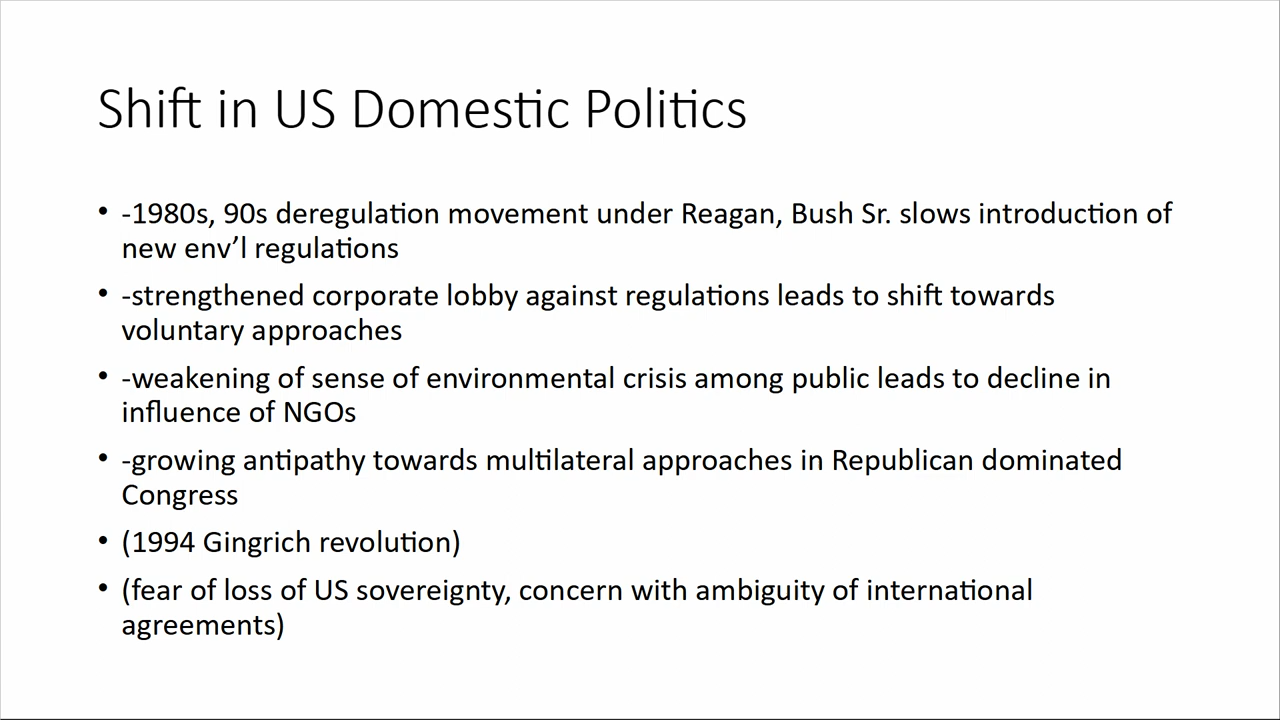 Shift in US Domestic Politics
• -1980s, 90s deregulation movement under Reagan, Bush Sr. slows introduction of
new env’l regulations
• -strengthened corporate lobby against regulations leads to shift towards
voluntary approaches
• -weakening of sense of environmental crisis among public leads to decline in
influence of NGOs
• -growing antipathy towards multilateral approaches in Republican dominated
Congress
• (1994 Gingrich revolution)
• (fear of loss of US sovereignty, concern with ambiguity of international
agreements)